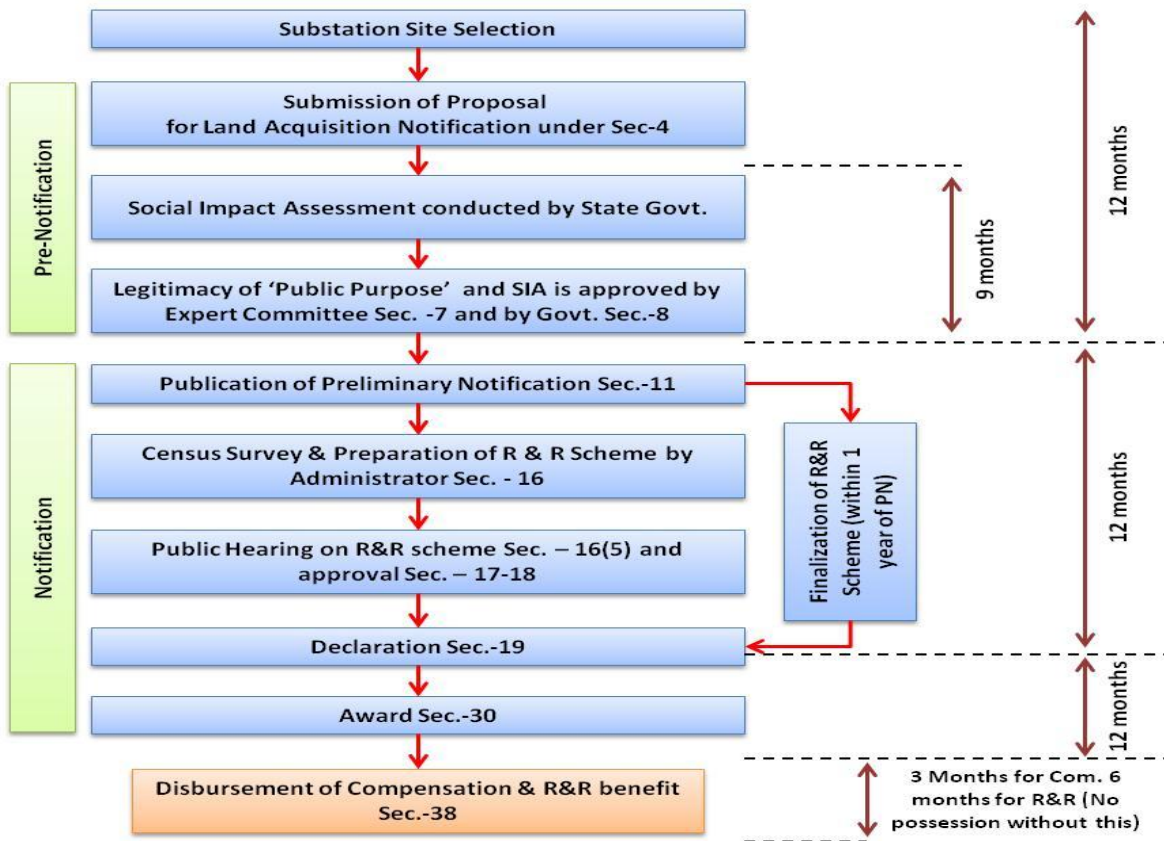 Substation Site Selection
Submission of Proposal
for Land Acquisition Notification under Sec-4
Social Impact Assessment conducted by State Govt.
Legitimacy of ‘Public Purpose’ and SIA is approved by
Expert Committee Sec. -7 and by Govt. Sec.-8
Pre-Notification
9 months
12 months
Publication of Preliminary Notification Sec.-11
Census Survey & Preparation of R & R Scheme by
Administrator Sec. - 16
Public Hearing on R&R scheme Sec. – 16(5) and
approval Sec. – 17-18
Declaration Sec.-19
Award Sec.-30
Notification
Finalization of R&R
Scheme (within 1
year of PN)
12 months
12 months
Disbursement of Compensation & R&R benefit
Sec.-38
3 Months for Com. 6
months for R&R (No
possession without this)